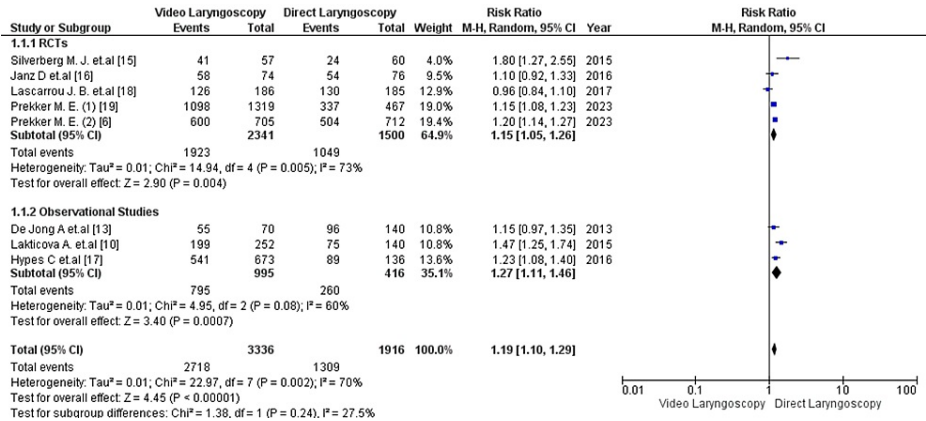 Video Laryngoscopy Direct Laryngoscopy Risk Ratio Risk Ratio
Study or Subgroup Events Total Events Total Weight M-H, Random, 95% CI Year M-H, Random, 95% CI
1.1.1 RCTs
Silverberg M. J. et.al [15] 41 57 24 60 4.0% 1.80 [1.27, 2.55] 2015
Janz D et.al [16] 58 74 54 76 9.5% 1.10 [0.92, 1.33] 2016
Lascarrou J. B. et.al [18] 126 186 130 185 12.9% 0.96 [0.84, 1.10] 2017
Prekker M. E. (1) [19] 1098 1319 337 467 19.0% 1.15 [1.08, 1.23] 2023
Prekker M. E. (2) [6] 600 705 504 712 19.4% 1.20 [1.14, 1.27] 2023
Subtotal (95% CI) 2341 1500 64.9% 1.15 [1.05, 1.26]
Total events 1923 1049
Heterogeneity: Tau² = 0.01; Chi² = 14.94, df = 4 (P = 0.005); I² = 73%
Test for overall effect: Z = 2.90 (P = 0.004)
1.1.2 Observational Studies
De Jong A et.al [13] 55 70 96 140 10.8% 1.15 [0.97, 1.35] 2013
Lakticova A. et.al [10] 199 252 75 140 10.8% 1.47 [1.25, 1.74] 2015
Hypes C et.al [17] 541 673 89 136 13.6% 1.23 [1.08, 1.40] 2016
Subtotal (95% CI) 995 416 35.1% 1.27 [1.11, 1.46]
Total events 795 260
Heterogeneity: Tau² = 0.01; Chi² = 4.95, df = 2 (P = 0.08); I² = 60%
Test for overall effect: Z = 3.40 (P = 0.0007)
Total (95% CI) 3336 1916 100.0% 1.19 [1.10, 1.29]
Total events 2718 1309
Heterogeneity: Tau² = 0.01; Chi² = 22.97, df = 7 (P = 0.002); I² = 70%
Test for overall effect: Z = 4.45 (P < 0.00001)
Test for subgroup differences: Chi² = 1.38, df = 1 (P = 0.24), I² = 27.5%
0.01 0.1 1 10 100
Video Laryngoscopy Direct Laryngoscopy